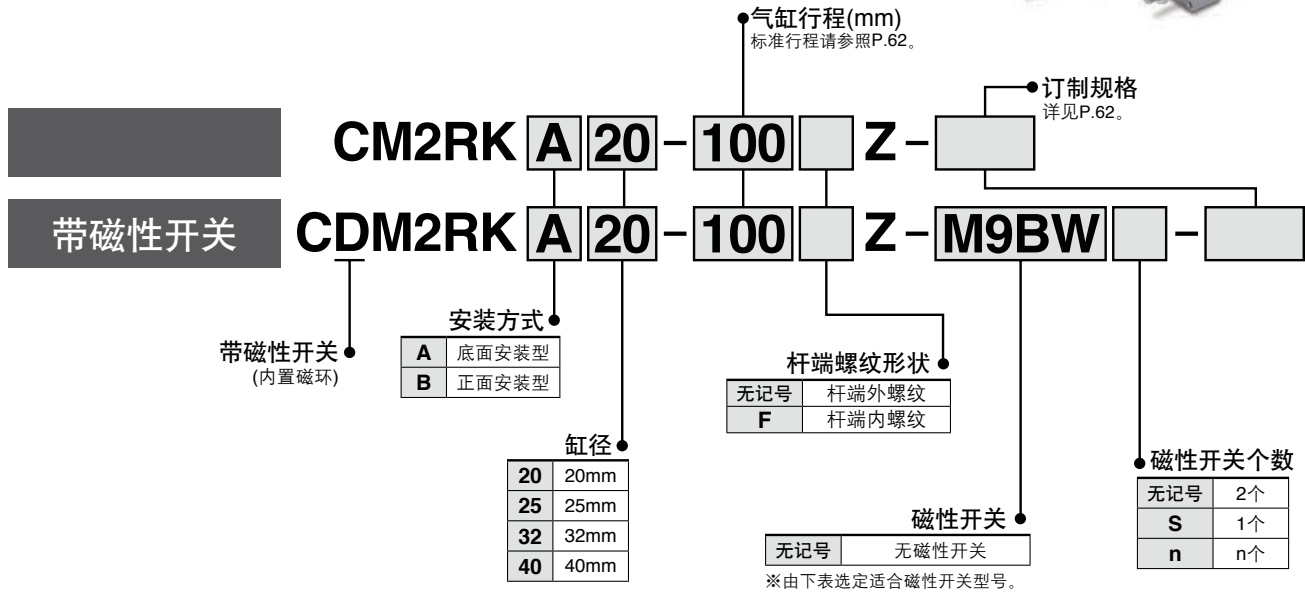 气缸行程(mm)
标准行程请参照P.62。
订制规格
详见P.62。
CM2RK A 20 - 100 Z -
带磁性开关 CDM2RK A 20 - 100 Z - M9BW -
带磁性开关
(内置磁环)
安装方式
A 底面安装型
B 正面安装型
缸径
20 20mm
25 25mm
32 32mm
40 40mm
杆端螺纹形状
无记号 杆端外螺纹
F 杆端内螺纹
磁性开关
无记号 无磁性开关
※由下表选定适合磁性开关型号。
磁性开关个数
无记号 2个
S 1个
n n个